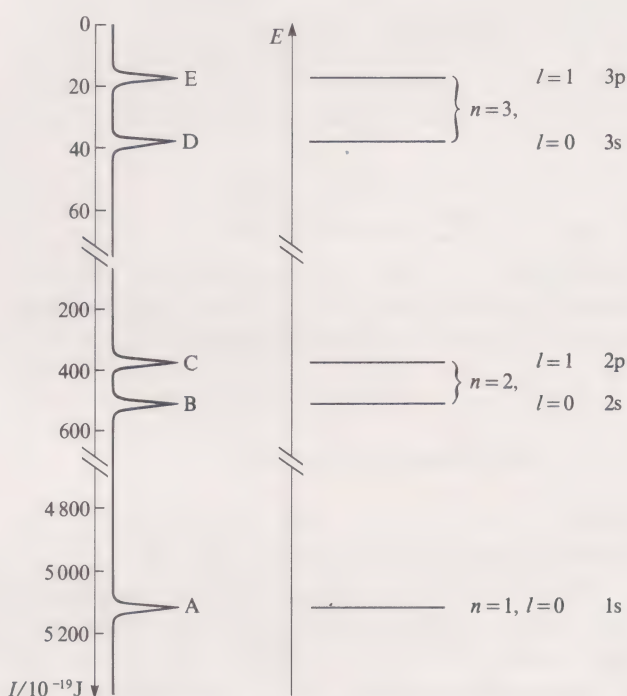 0
E
E
l = 1 3p
20
n = 3,
D
l = 0 3s
40
60
200
C
l = 1 2p
400
n = 2,
B
l = 0 2s
600
4 800
5 000
A
n = 1, l = 0 1s
5 200
I/10⁻¹⁹J